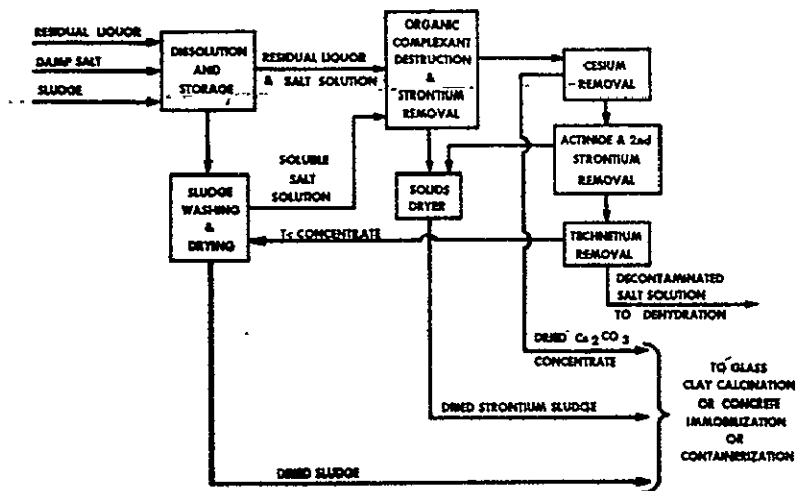 RESIDUAL LIQUOR
DAMP SALT
SLUDGE
DISSOLUTION
AND
STORAGE
RESIDUAL LIQUOR
& SALT SOLUTION
ORGANIC
COMPLEXANT
DESTRUCTION
&
STRONTIUM
REMOVAL
CESIUM
REMOVAL
ACTINIDE & 2nd
STRONTIUM
REMOVAL
SOLUBLE
SALT
SOLUTION
SOLIDS
DRYER
SLUDGE
WASHING
&
DRYING
Tc CONCENTRATE
TECHNETIUM
REMOVAL
DECONTAMINATED
SALT SOLUTION
TO DEHYDRATION
DRIED Cs2CO3
CONCENTRATE
DRIED STRONTIUM SLUDGE
DRIED SLUDGE
TO GLASS
CLAY CALCINATION
OR CONCRETE
IMMOBILIZATION
OR
CONTAINERIZATION